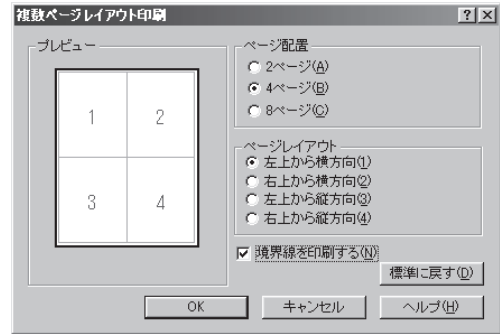 複数ページレイアウト印刷
プレビュー
1 2
3 4
ページ配置
2ページ(A)
4ページ(B)
8ページ(C)
ページレイアウト
左上から横方向(1)
右上から横方向(2)
左上から縦方向(3)
右上から縦方向(4)
境界線を印刷する(N)
標準に戻す(D)
OK キャンセル ヘルプ(H)